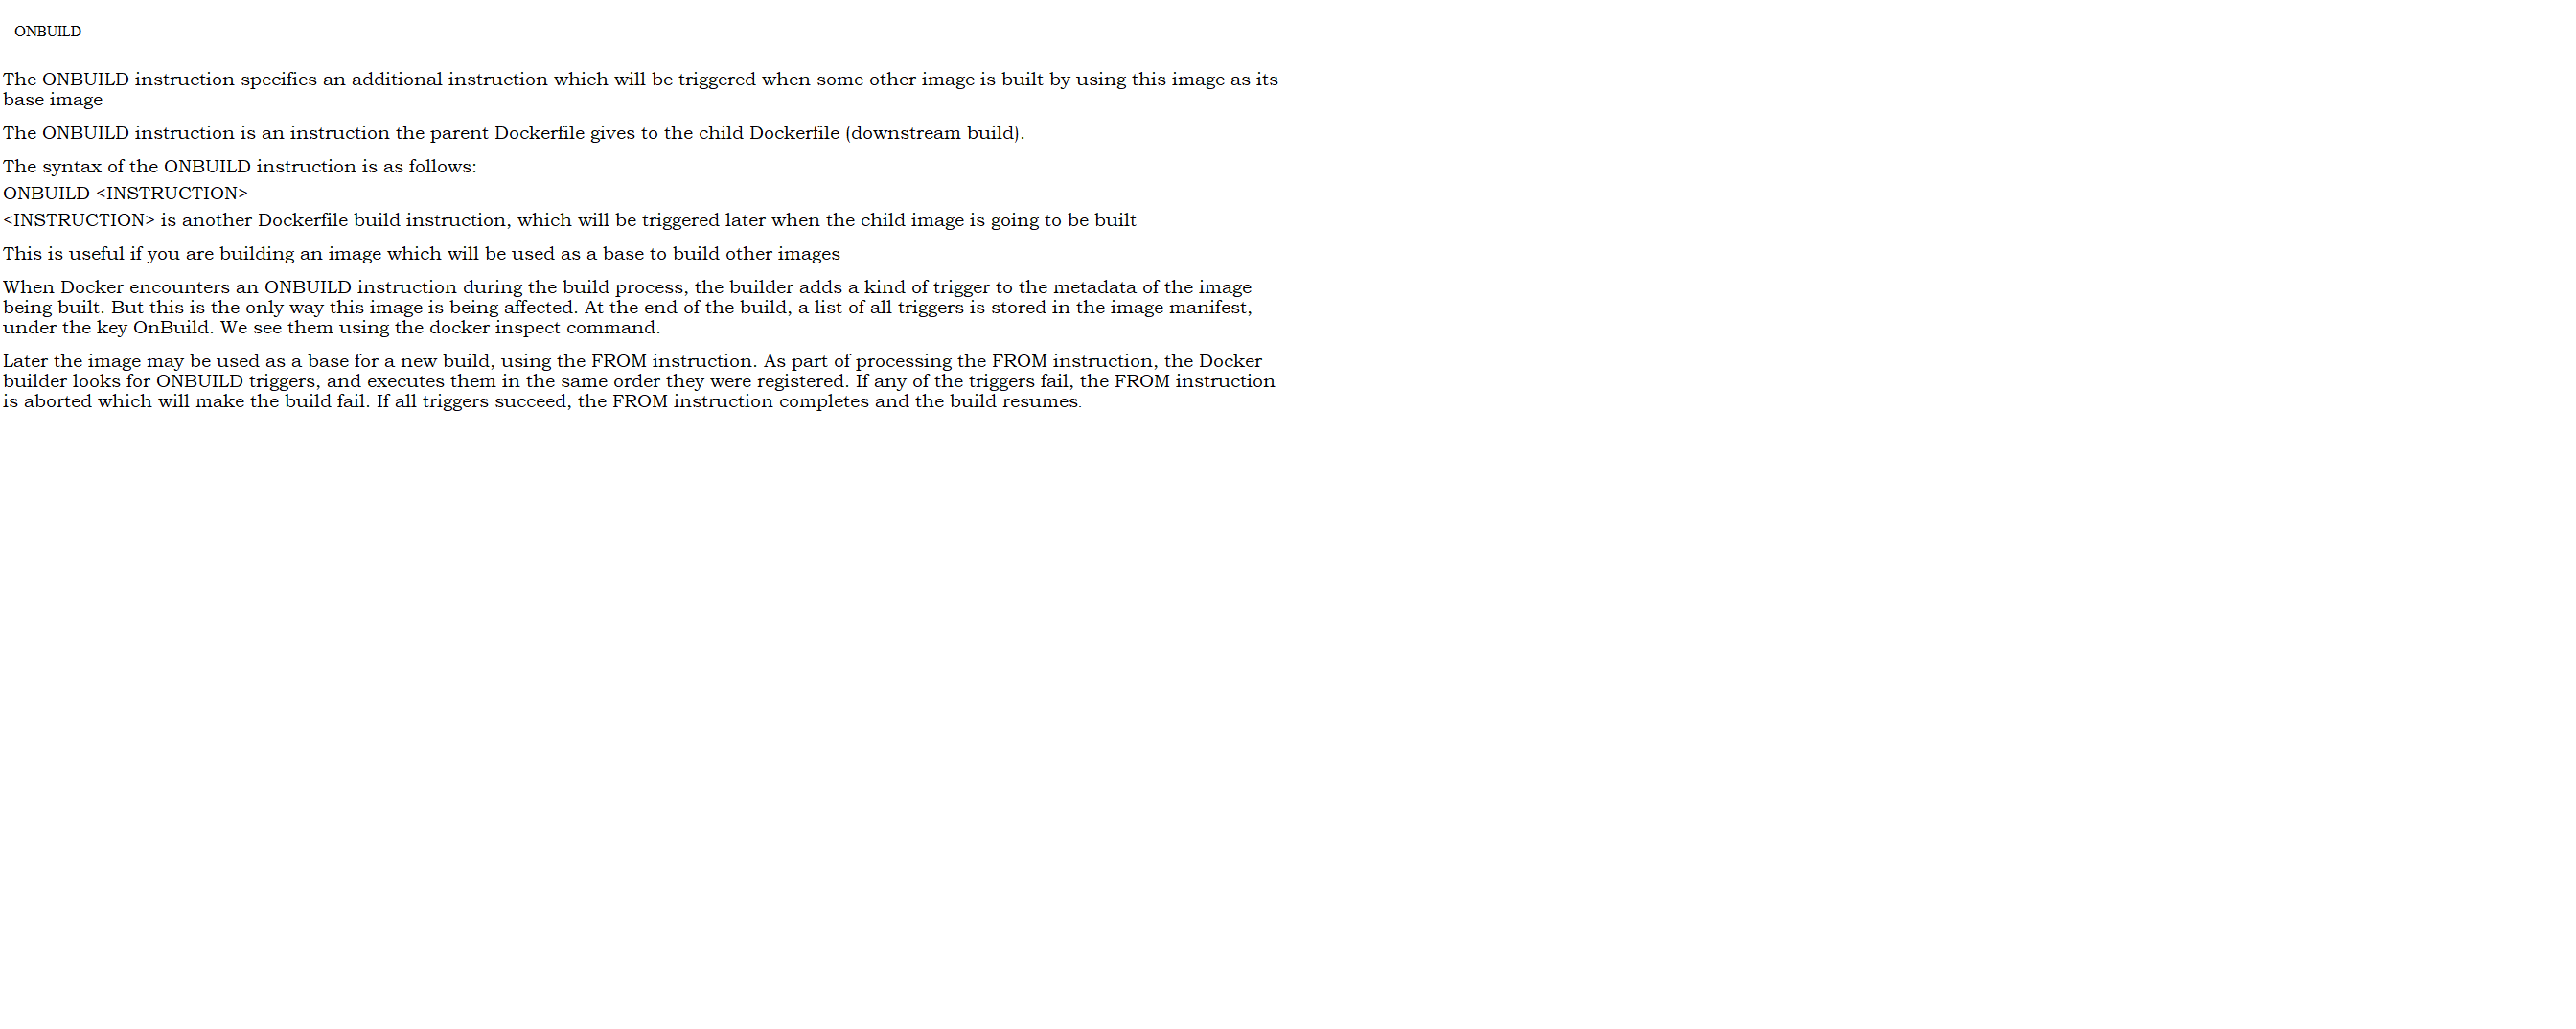 ONBUILD
The ONBUILD instruction specifies an additional instruction which will be triggered when some other image is built by using this image as its
base image
The ONBUILD instruction is an instruction the parent Dockerfile gives to the child Dockerfile (downstream build).
The syntax of the ONBUILD instruction is as follows:
ONBUILD <INSTRUCTION>
<INSTRUCTION> is another Dockerfile build instruction, which will be triggered later when the child image is going to be built
This is useful if you are building an image which will be used as a base to build other images
When Docker encounters an ONBUILD instruction during the build process, the builder adds a kind of trigger to the metadata of the image
being built. But this is the only way this image is being affected. At the end of the build, a list of all triggers is stored in the image manifest,
under the key OnBuild. We see them using the docker inspect command.
Later the image may be used as a base for a new build, using the FROM instruction. As part of processing the FROM instruction, the Docker
builder looks for ONBUILD triggers, and executes them in the same order they were registered. If any of the triggers fail, the FROM instruction
is aborted which will make the build fail. If all triggers succeed, the FROM instruction completes and the build resumes.